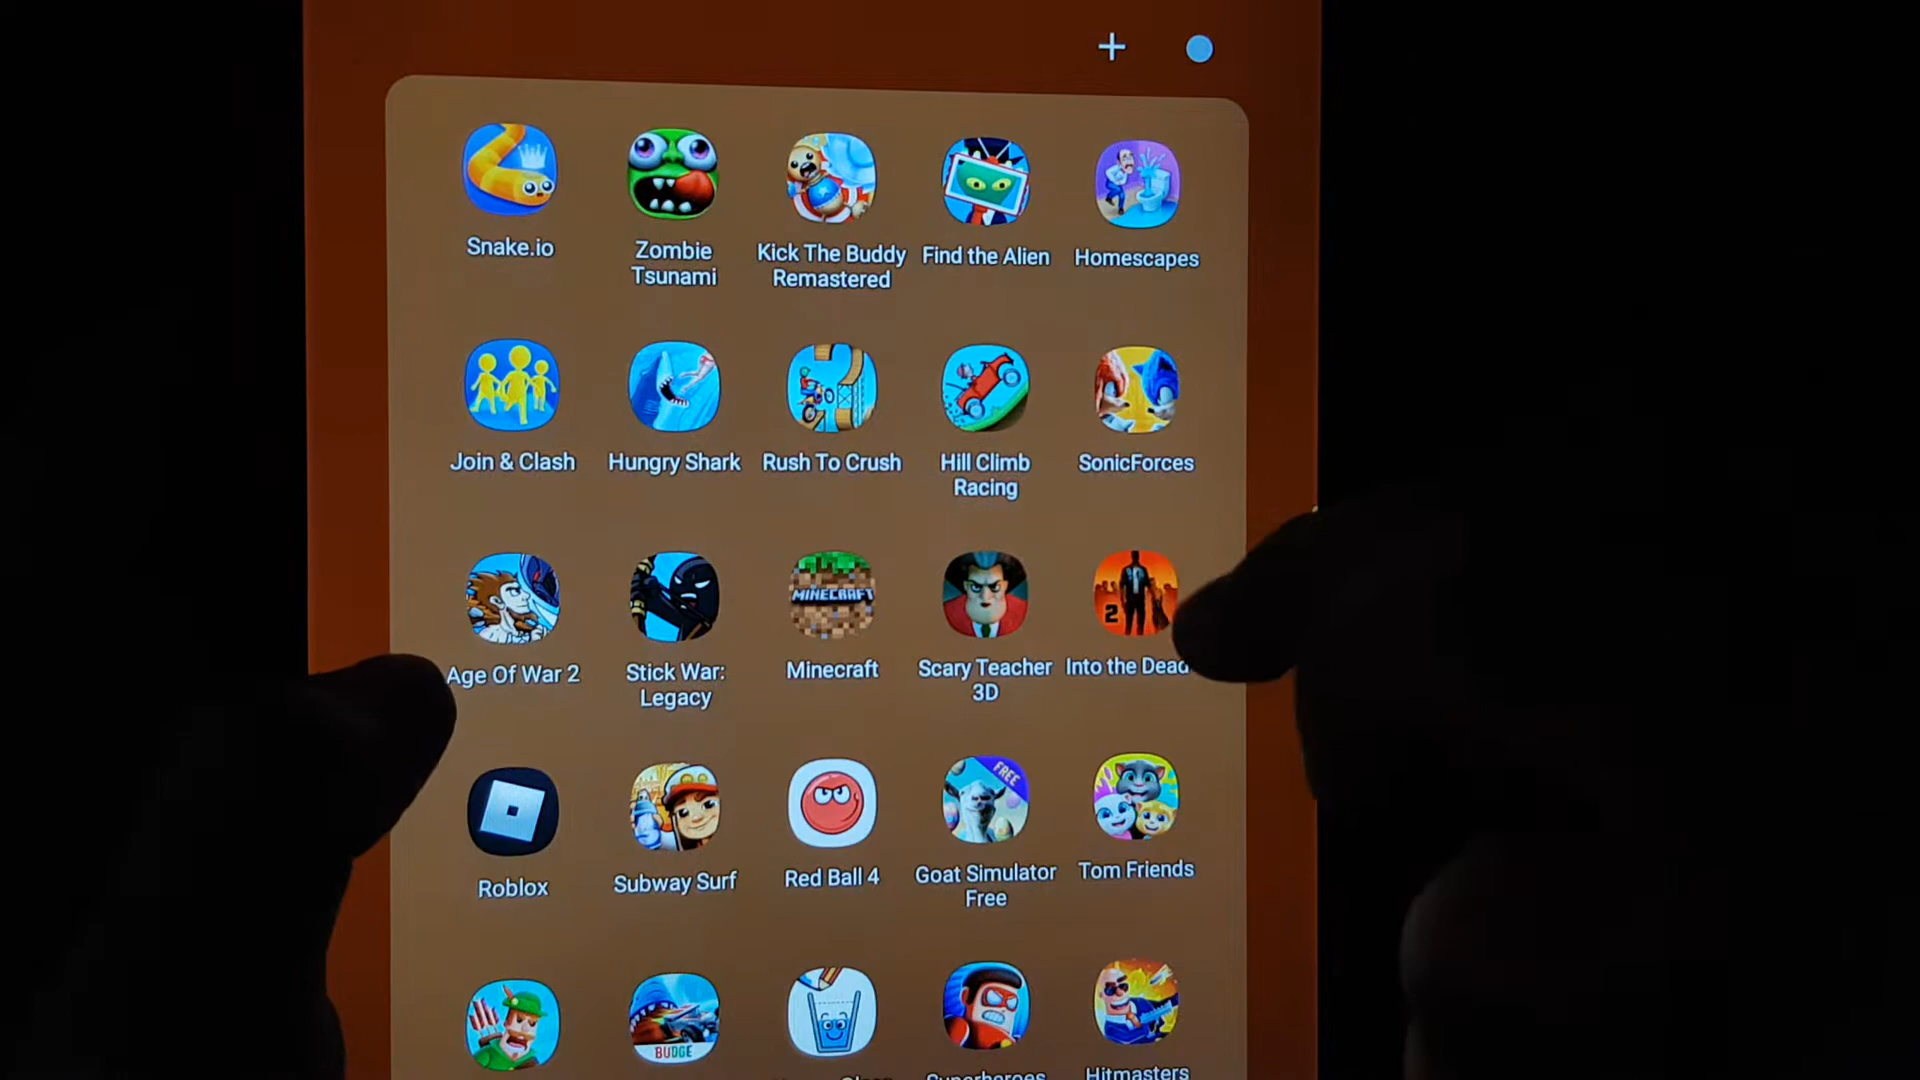 Snake.io
Zombie
Tsunami
Kick The Buddy
Remastered
Find the Alien
Homescapes
Join & Clash
Hungry Shark
Rush To Crush
Hill Climb
Racing
SonicForces
MINECRAFT
2
Age Of War 2
Stick War:
Legacy
Minecraft
Scary Teacher
3D
Into the Dead
FREE
Roblox
Subway Surf
Red Ball 4
Goat Simulator
Free
Tom Friends
BUDGE
Superheroes
Hitmasters